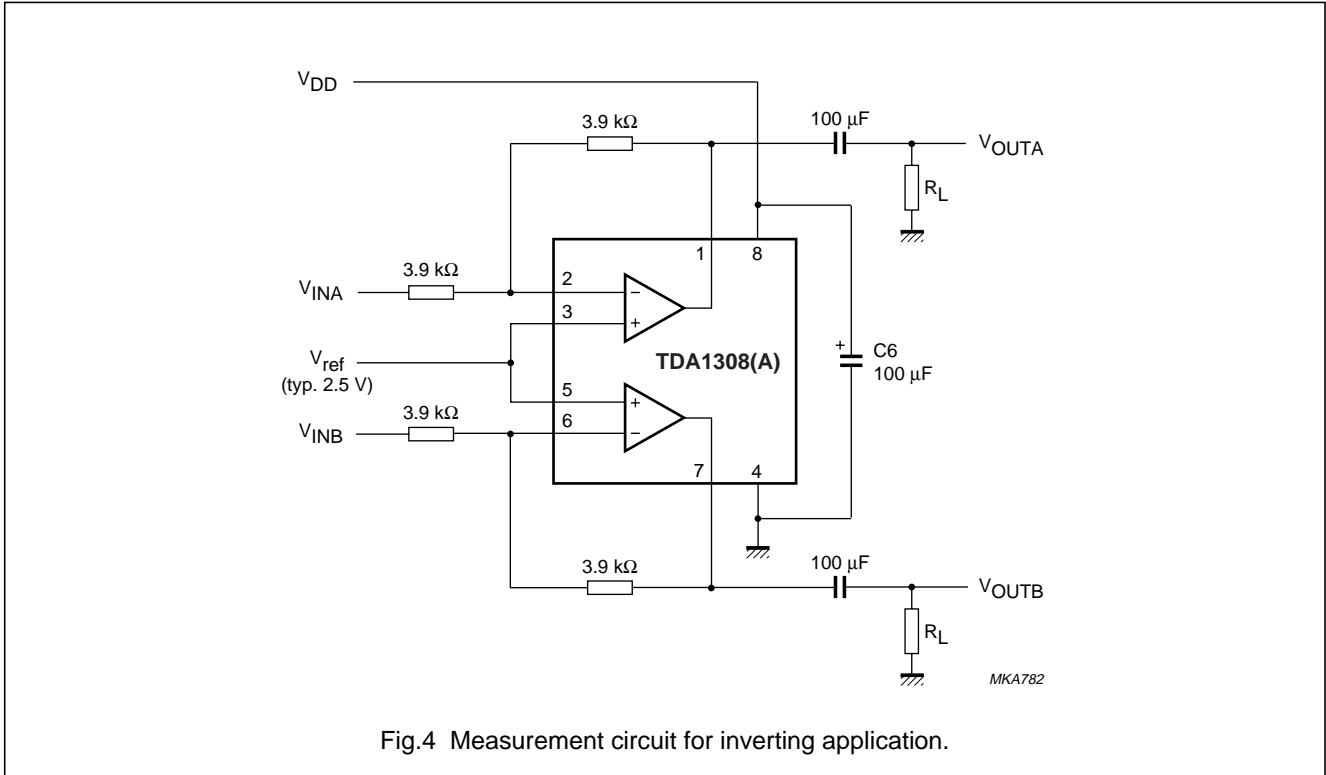 VDD
3.9 kΩ
100 μF
VOUTA
RL
1
8
3.9 kΩ
VINA
2
−
3
+
Vref
(typ. 2.5 V)
TDA1308(A)
+
C6
100 μF
5
+
3.9 kΩ
VINB
6
−
7
4
3.9 kΩ
100 μF
VOUTB
RL
MKA782
Fig.4 Measurement circuit for inverting application.